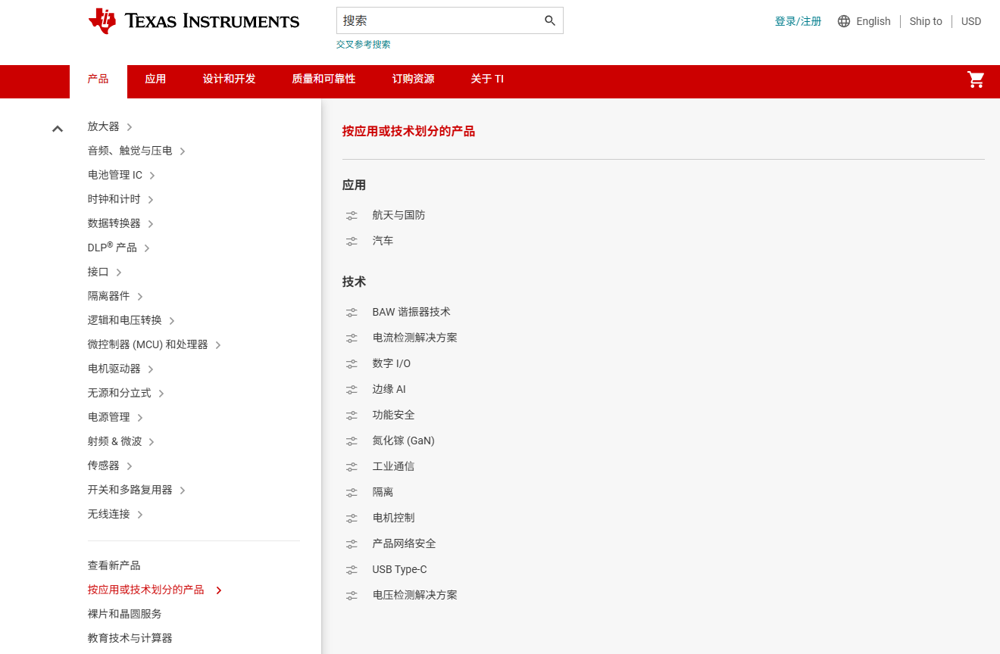 TEXAS INSTRUMENTS
搜索
交叉参考搜索
登录/注册
English
Ship to
USD
产品
应用
设计和开发
质量和可靠性
订购资源
关于 TI
放大器
音频、触觉与压电
电池管理 IC
时钟和计时
数据转换器
DLP® 产品
接口
隔离器件
逻辑和电压转换
微控制器 (MCU) 和处理器
电机驱动器
无源和分立式
电源管理
射频 & 微波
传感器
开关和多路复用器
无线连接
查看新产品
按应用或技术划分的产品
裸片和晶圆服务
教育技术与计算器
按应用或技术划分的产品
应用
航天与国防
汽车
技术
BAW 谐振器技术
电流检测解决方案
数字 I/O
边缘 AI
功能安全
氮化镓 (GaN)
工业通信
隔离
电机控制
产品网络安全
USB Type-C
电压检测解决方案